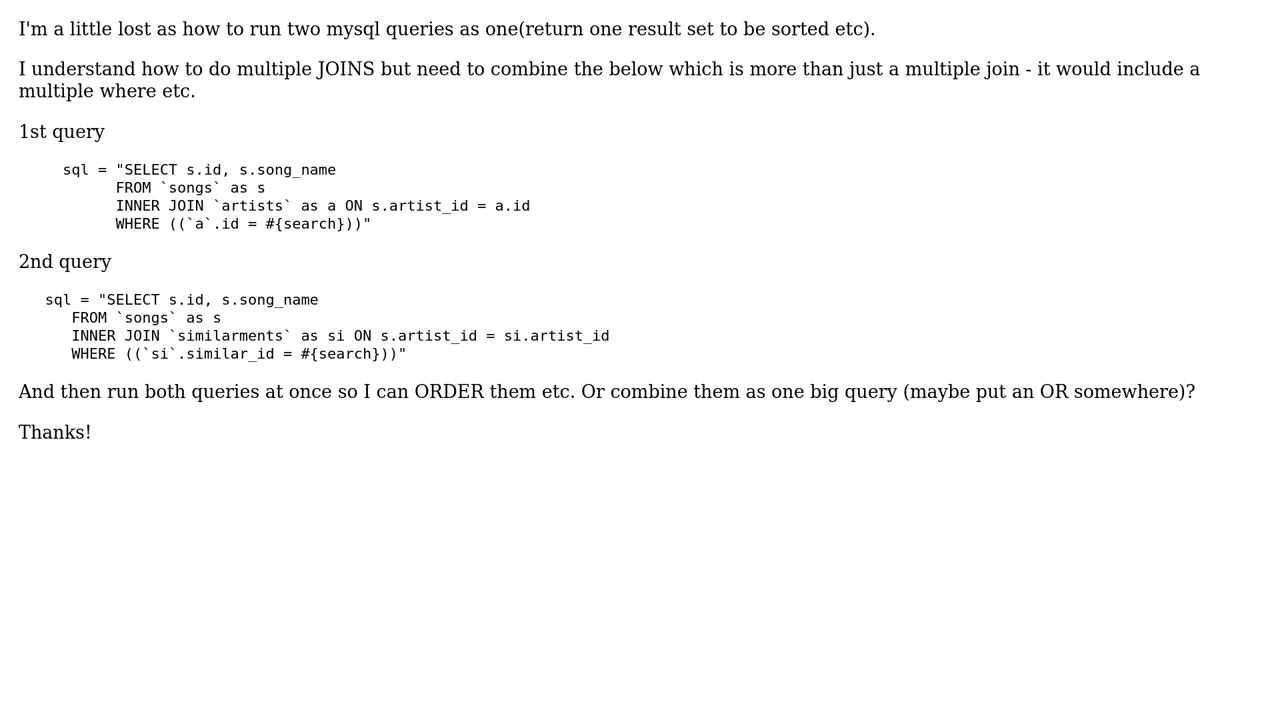 I'm a little lost as how to run two mysql queries as one(return one result set to be sorted etc).
I understand how to do multiple JOINS but need to combine the below which is more than just a multiple join - it would include a
multiple where etc.
1st query
sql = "SELECT s.id, s.song_name
FROM `songs` as s
INNER JOIN `artists` as a ON s.artist_id = a.id
WHERE ((`a`.id = #{search}))"
2nd query
sql = "SELECT s.id, s.song_name
FROM `songs` as s
INNER JOIN `similarments` as si ON s.artist_id = si.artist_id
WHERE ((`si`.similar_id = #{search}))"
And then run both queries at once so I can ORDER them etc. Or combine them as one big query (maybe put an OR somewhere)?
Thanks!